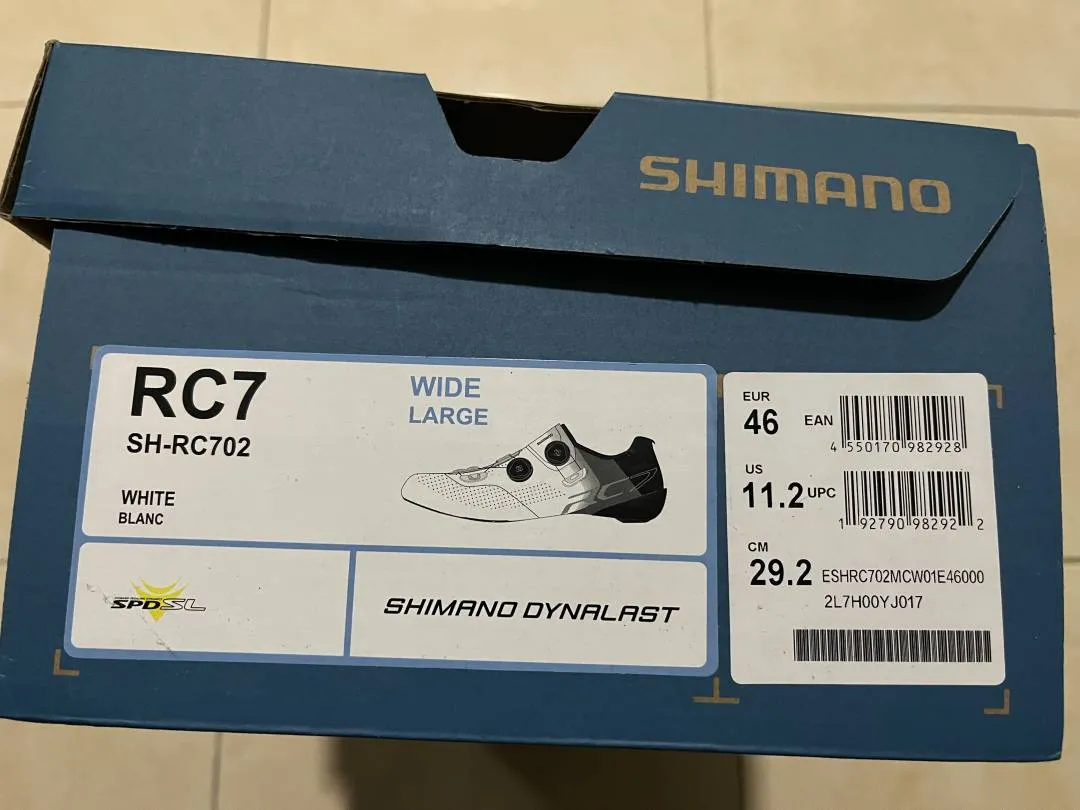 SHIMANO
RC7
SH-RC702
WHITE
BLANC
WIDE
LARGE
SPD SL
SHIMANO DYNALAST
EUR
46
EAN
4 550170 982928
US
11.2
UPC
1 92790 98292 2
CM
29.2
ESHRC702MCW01E46000
2L7H00YJ017